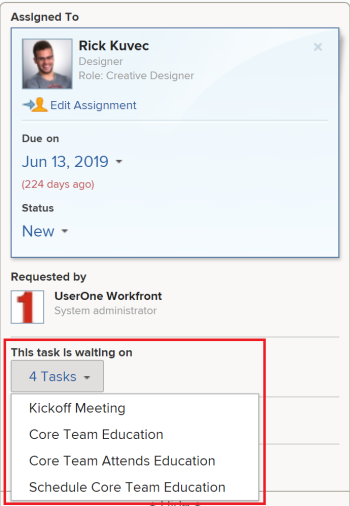 Assigned To
Rick Kuvec
×
Designer
Role: Creative Designer
Edit Assignment
Due on
Jun 13, 2019
(224 days ago)
Status
New
Requested by
1
UserOne Workfront
System administrator
This task is waiting on
4 Tasks
Kickoff Meeting
Core Team Education
Core Team Attends Education
Schedule Core Team Education